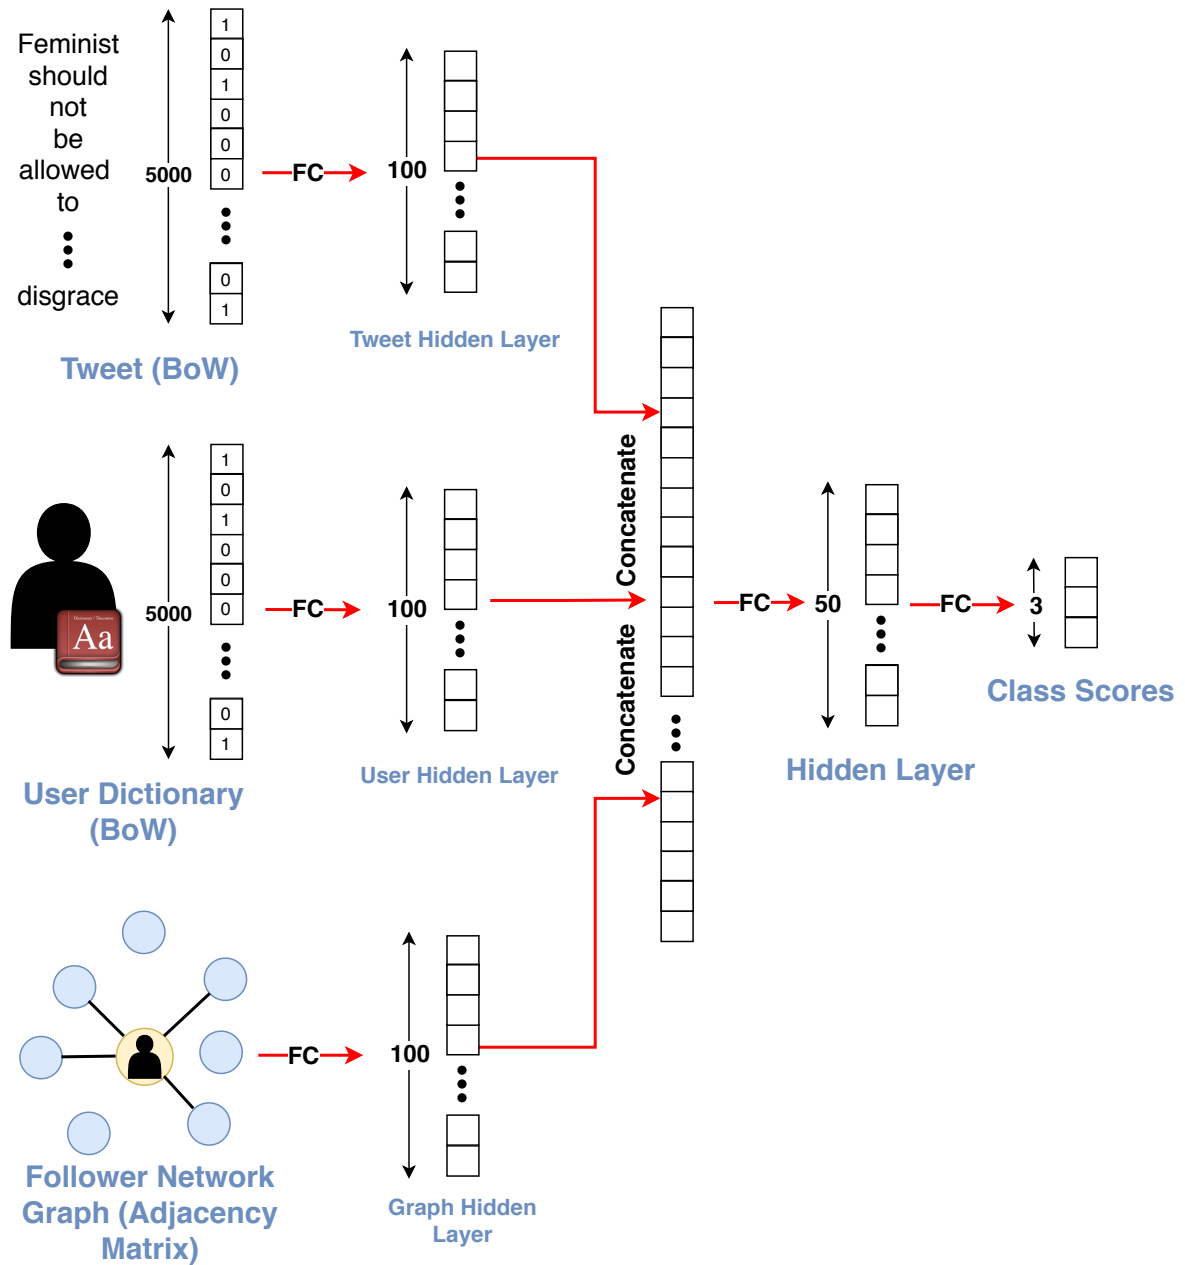 Feminist
should
not
be
allowed
to
disgrace
5000
1
0
1
0
0
0
0
1
Tweet (BoW)
FC
100
Tweet Hidden Layer
5000
1
0
1
0
0
0
0
1
Aa
User Dictionary
(BoW)
FC
100
User Hidden Layer
Follower Network
Graph (Adjacency
Matrix)
FC
100
Graph Hidden
Layer
Concatenate
Concatenate
FC
50
Hidden Layer
FC
3
Class Scores